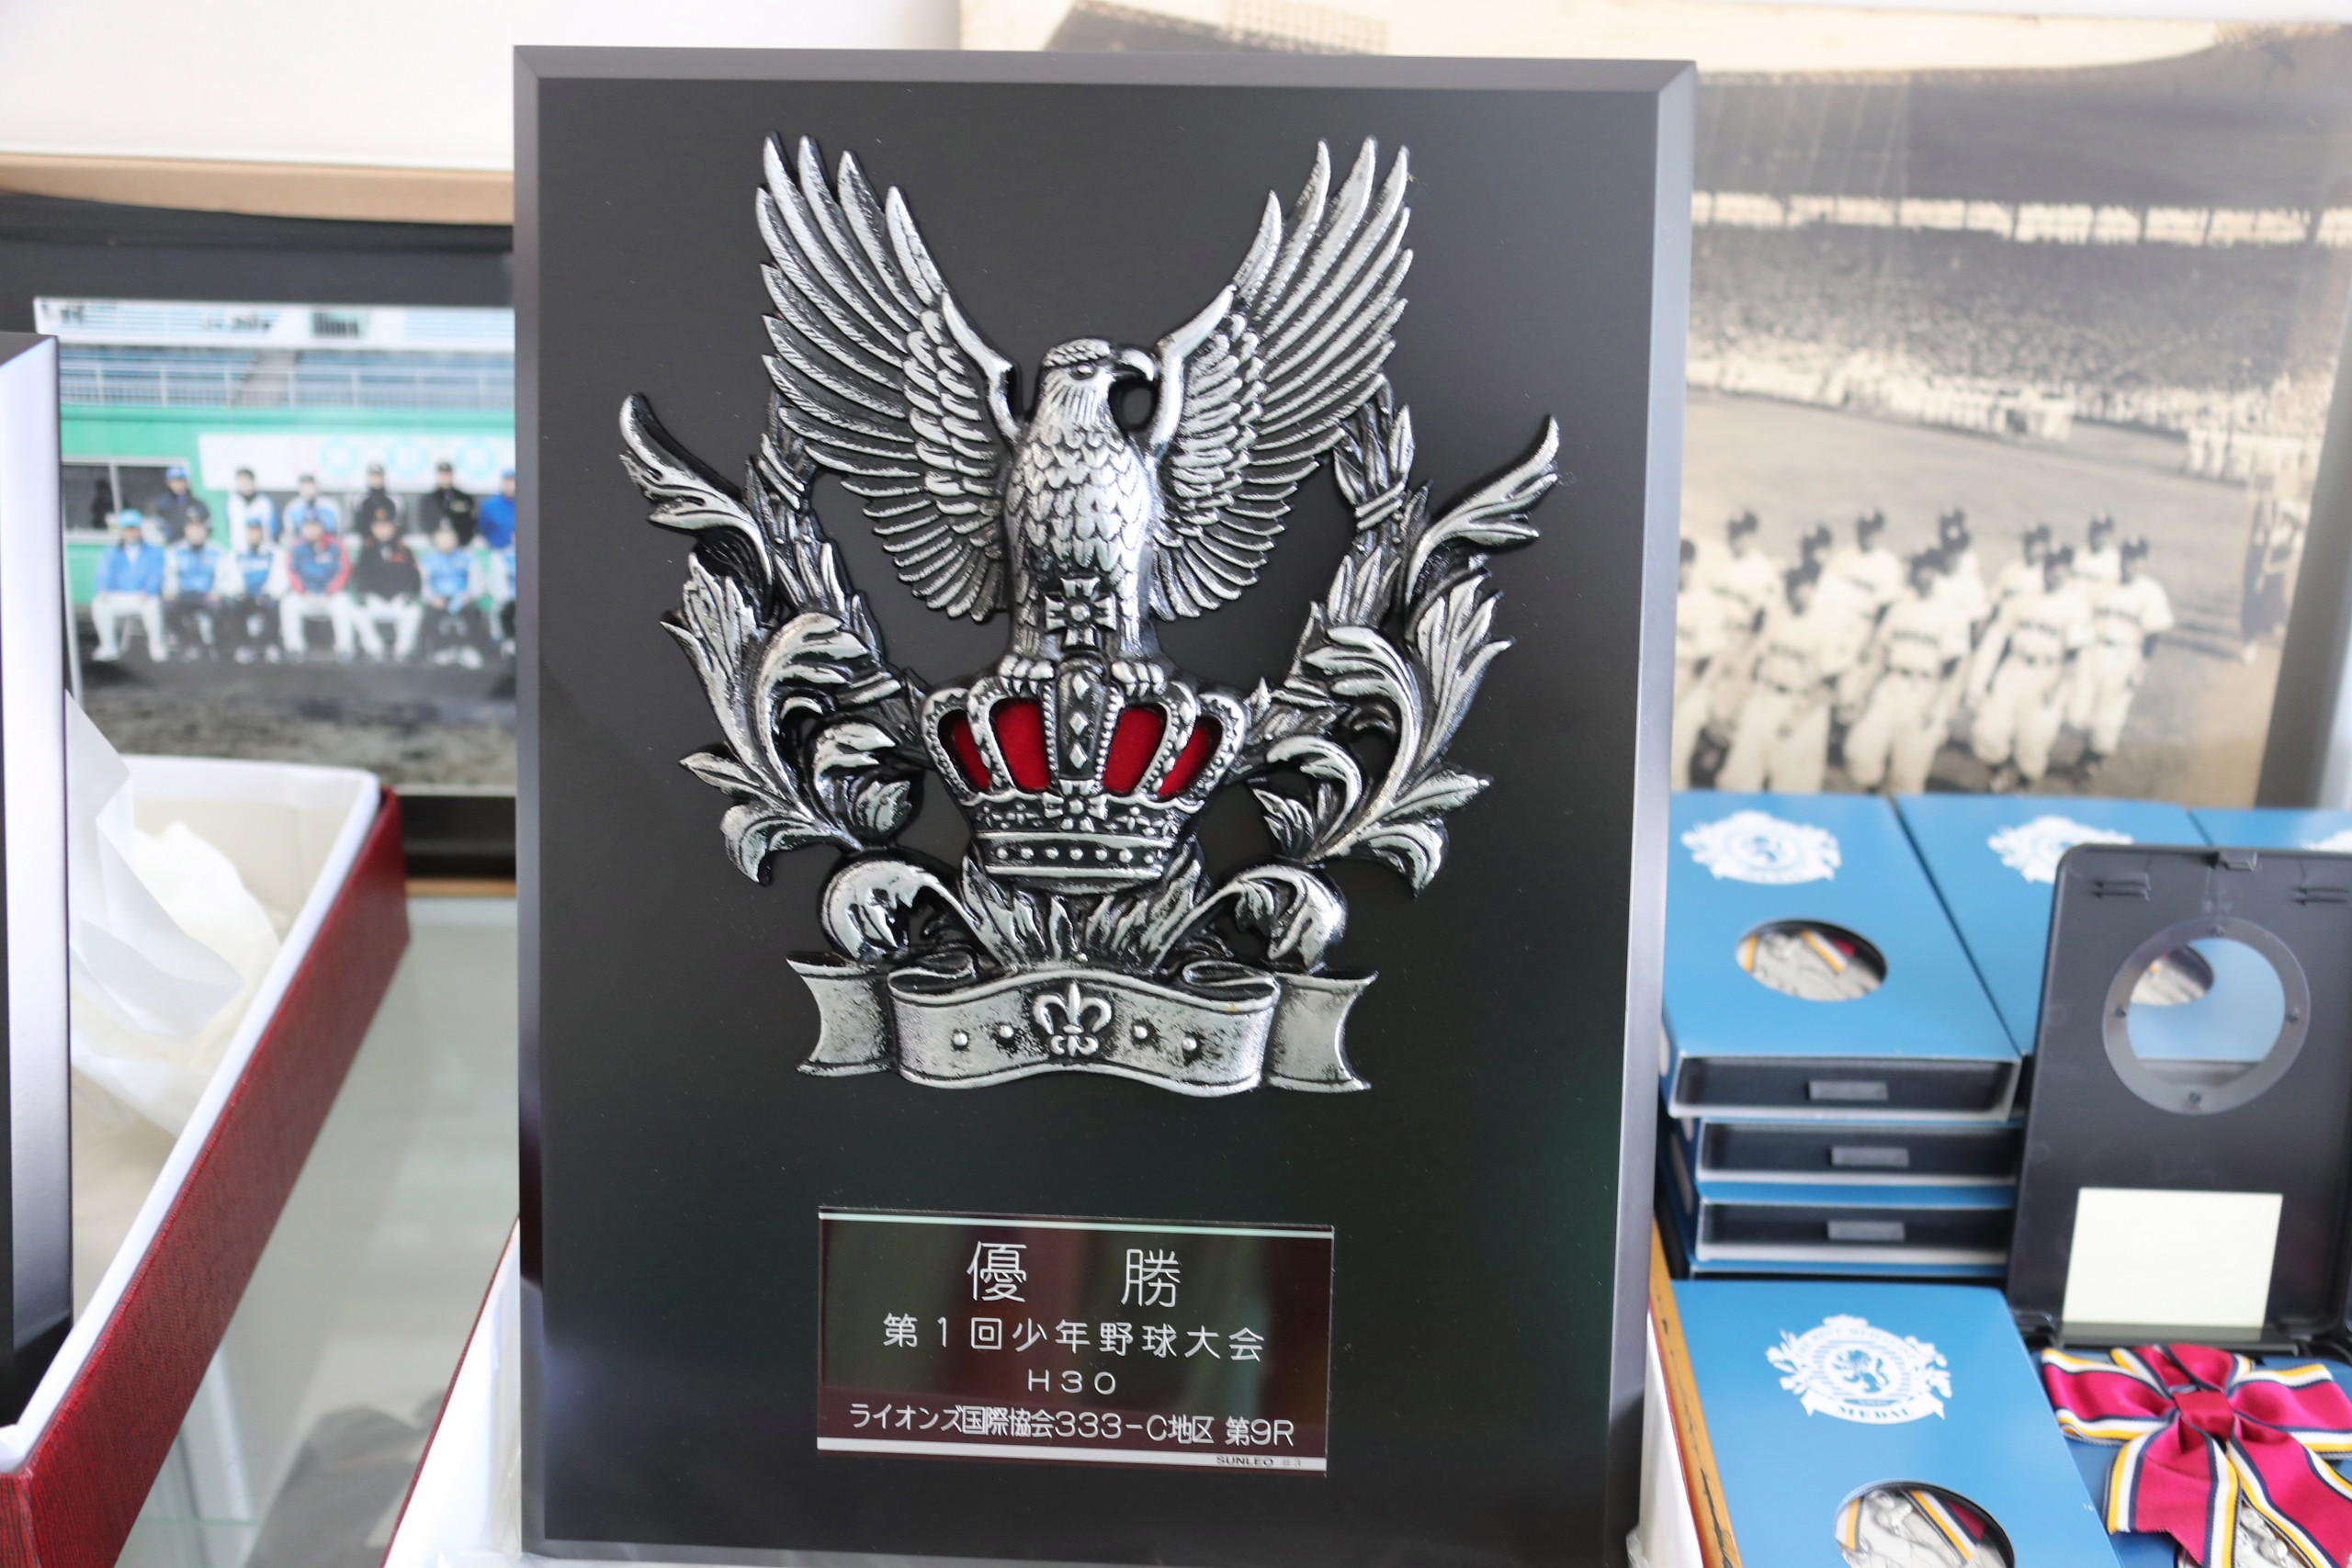 優 勝
第1回少年野球大会
H30
ライオンズ国際協会333-C地区 第9R
SUNLEO
MEDAL